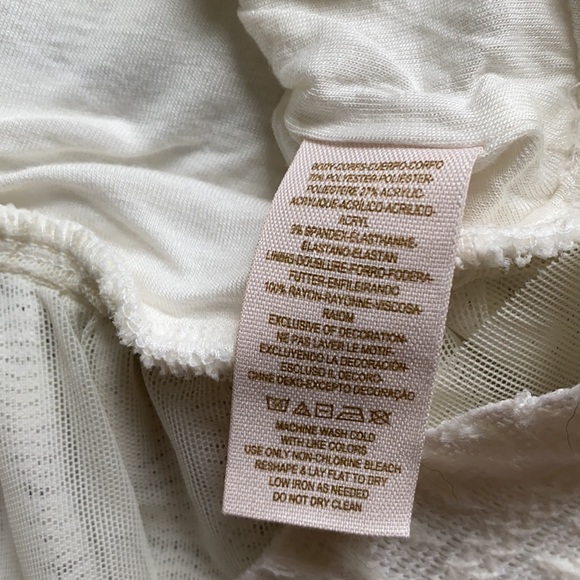 BODY-CORPS-CUERPO-CORPO
POLYESTER-POLIESTER-
POLIESTERE 27% ACRYLIC-
ACRYLIQUE-ACRILICO-ACRILICO-
ACRYL
SPANDEX-ELASTHANNE-
ELASTANO-ELASTAN
LINING-DOUBLURE-FORRO-FODERA-
FUTTER-ENFILEIRANDO
100% RAYON-RAYONNE-VISCOSA-
RAION
EXCLUSIVE OF DECORATION-
NE PAS LAVER LE MOTIF-
EXCLUYENDO LA DECORACION-
ESCLUSO IL DECORO-
OHNE DEKO-EXCEPTO DECORAÇÃO
MACHINE WASH COLD
WITH LIKE COLORS
USE ONLY NON-CHLORINE BLEACH
RESHAPE & LAY FLAT TO DRY
LOW IRON AS NEEDED
DO NOT DRY CLEAN